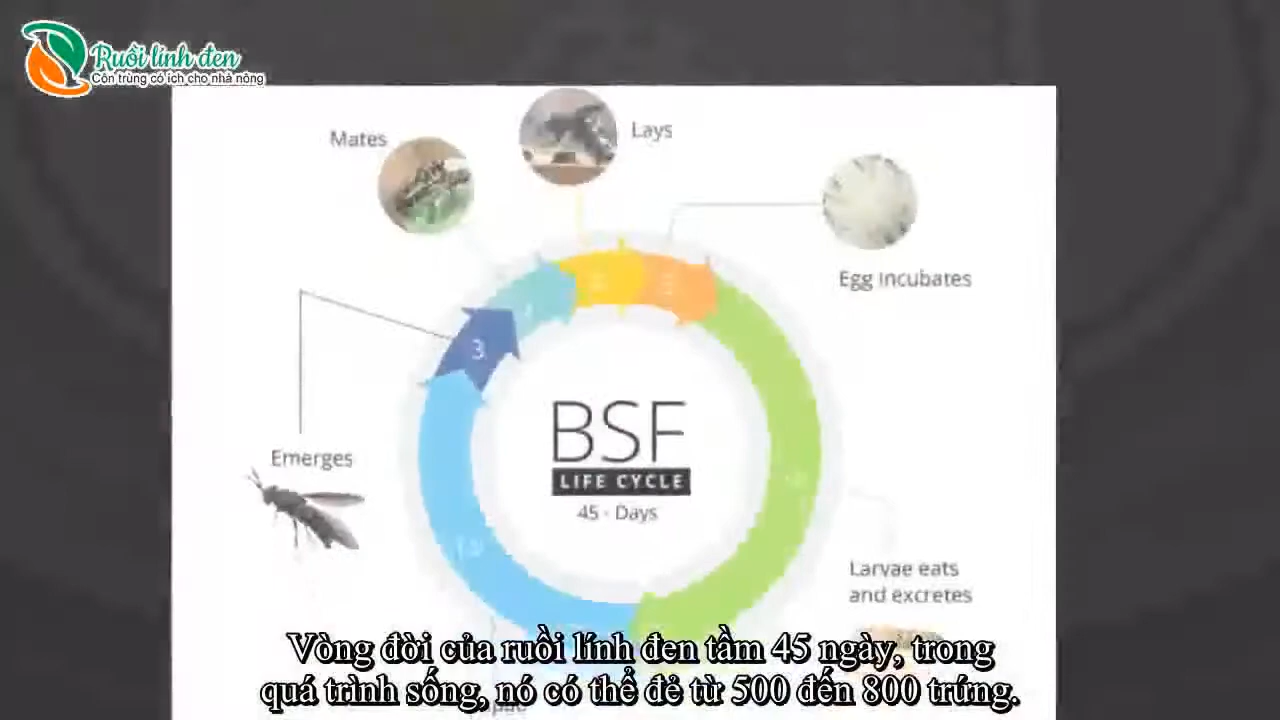 Ruồi lính đen
Côn trùng có ích cho nhà nông
Mates
Lays
Egg Incubates
3
BSF
LIFE CYCLE
45 - Days
Emerges
Larvae eats
and excretes
Vòng đời của ruồi lính đen tầm 45 ngày, trong
quá trình sống, nó có thể đẻ từ 500 đến 800 trứng.